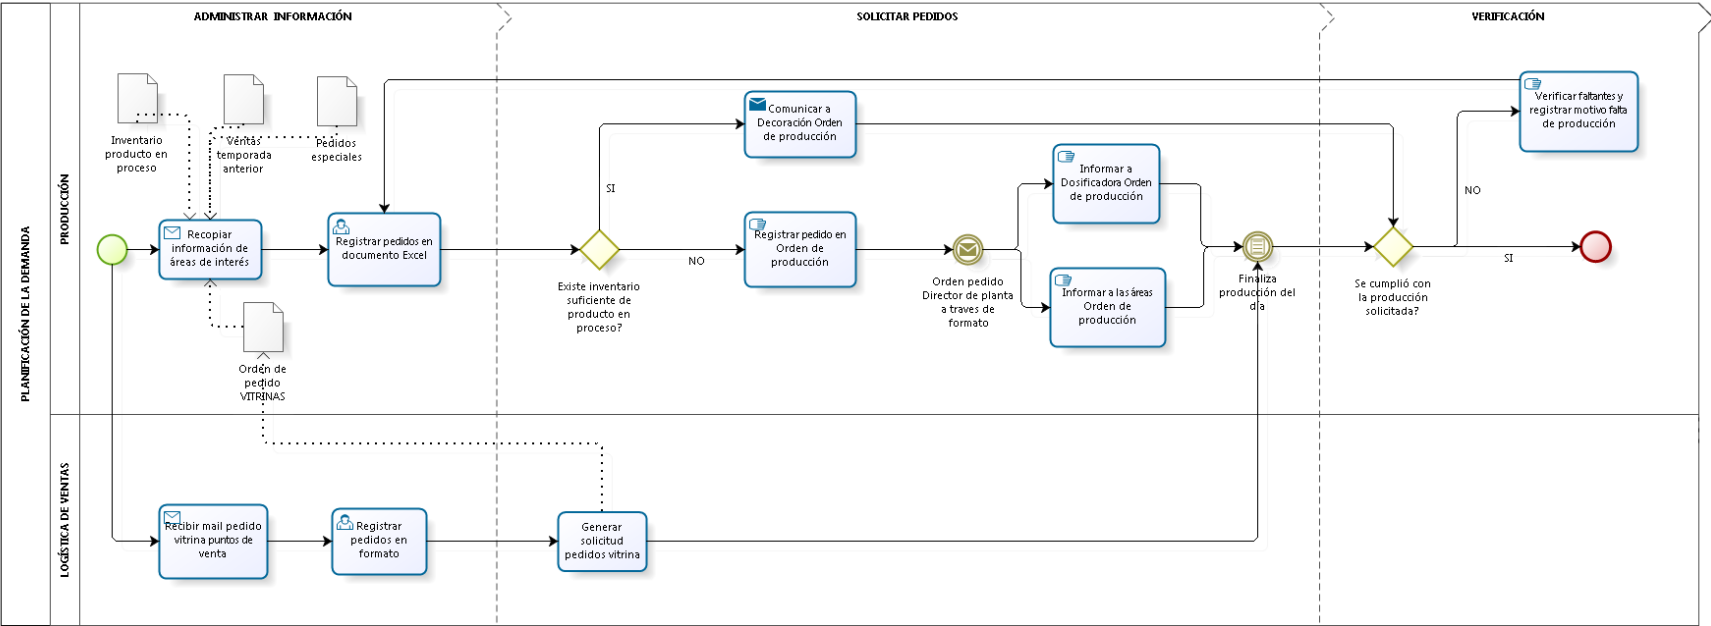 ADMINISTRAR INFORMACIÓN
SOLICITAR PEDIDOS
VERIFICACIÓN
PLANIFICACIÓN DE LA DEMANDA
PRODUCCIÓN
Inventario
producto en
proceso
Ventas
temporada
anterior
Pedidos
especiales
Recopiar
información de
áreas de interés
Registrar pedidos en
documento Excel
Orden de
pedido
VITRINAS
Existe inventario
suficiente de
producto en
proceso?
SI
NO
Comunicar a
Decoración Orden
de producción
Registrar pedido en
Orden de
producción
Orden pedido
Director de planta
a traves de
formato
Informar a
Dosificadora Orden
de producción
Informar a las áreas
Orden de
producción
Finaliza
producción del
día
Se cumplió con
la producción
solicitada?
NO
SI
Verificar faltantes y
registrar motivo falta
de producción
LOGÍSTICA DE VENTAS
Recibir mail pedido
vitrina puntos de
venta
Registrar
pedidos en
formato
Generar
solicitud
pedidos vitrina